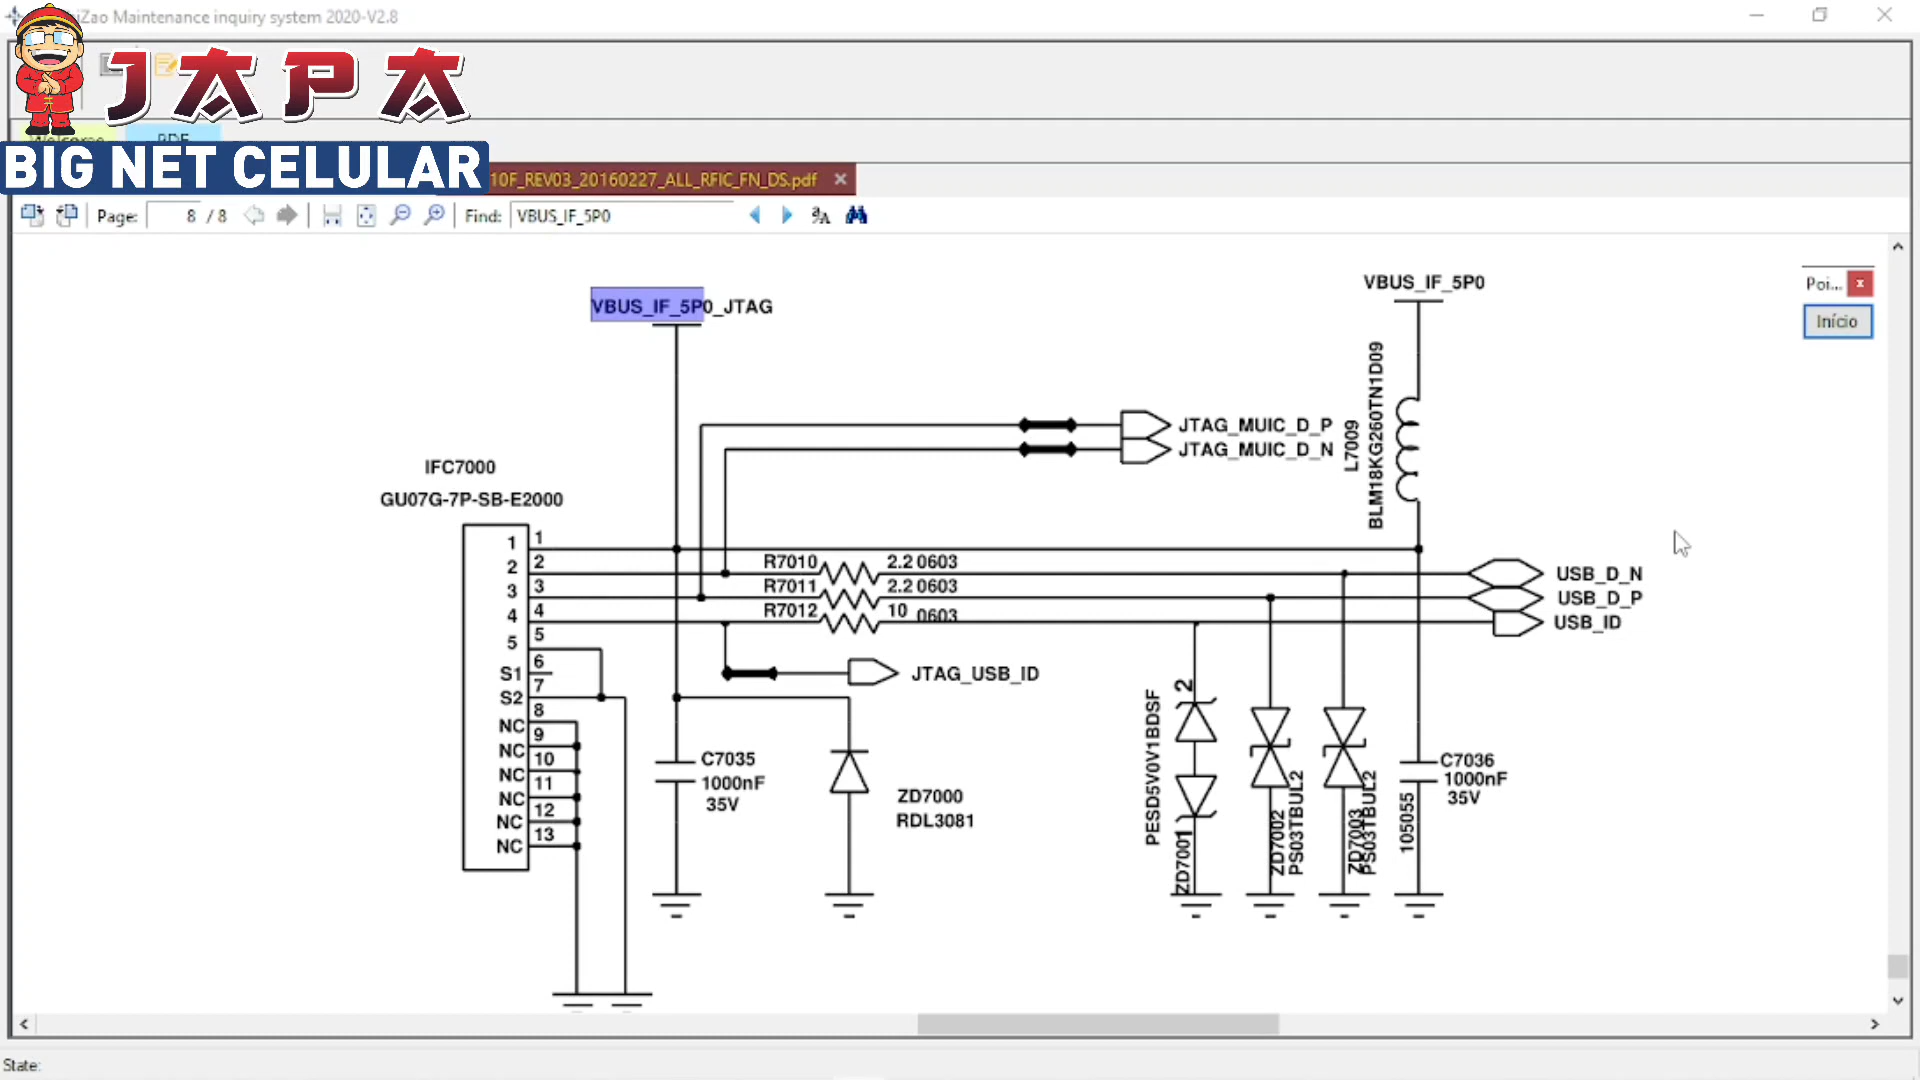 iZao Maintenance inquiry system 2020-V2.8
JAPA
Welcome
PDF
BIG NET CELULAR
10F_REV03_20160227_ALL_RFIC_FN_DS.pdf
Page: 8 / 8 Find: VBUS_IF_5P0
Poi...
Início
VBUS_IF_5P0_JTAG
VBUS_IF_5P0
L7009
BLM18KG260TN1D09
JTAG_MUIC_D_P
JTAG_MUIC_D_N
IFC7000
GU07G-7P-SB-E2000
1 1
2 2
3 3
4 4
5 5
S1 6
S2 7
NC 8
NC 9
NC 10
NC 11
NC 12
NC 13
R7010 2.2 0603
R7011 2.2 0603
R7012 10 0603
USB_D_N
USB_D_P
USB_ID
JTAG_USB_ID
C7035
1000nF
35V
ZD7000
RDL3081
2
PESD5V0V1BDSF
ZD7001
ZD7002
PS03TBUL2
ZD7003
PS03TBUL2
C7036
1000nF
35V
105055
State: